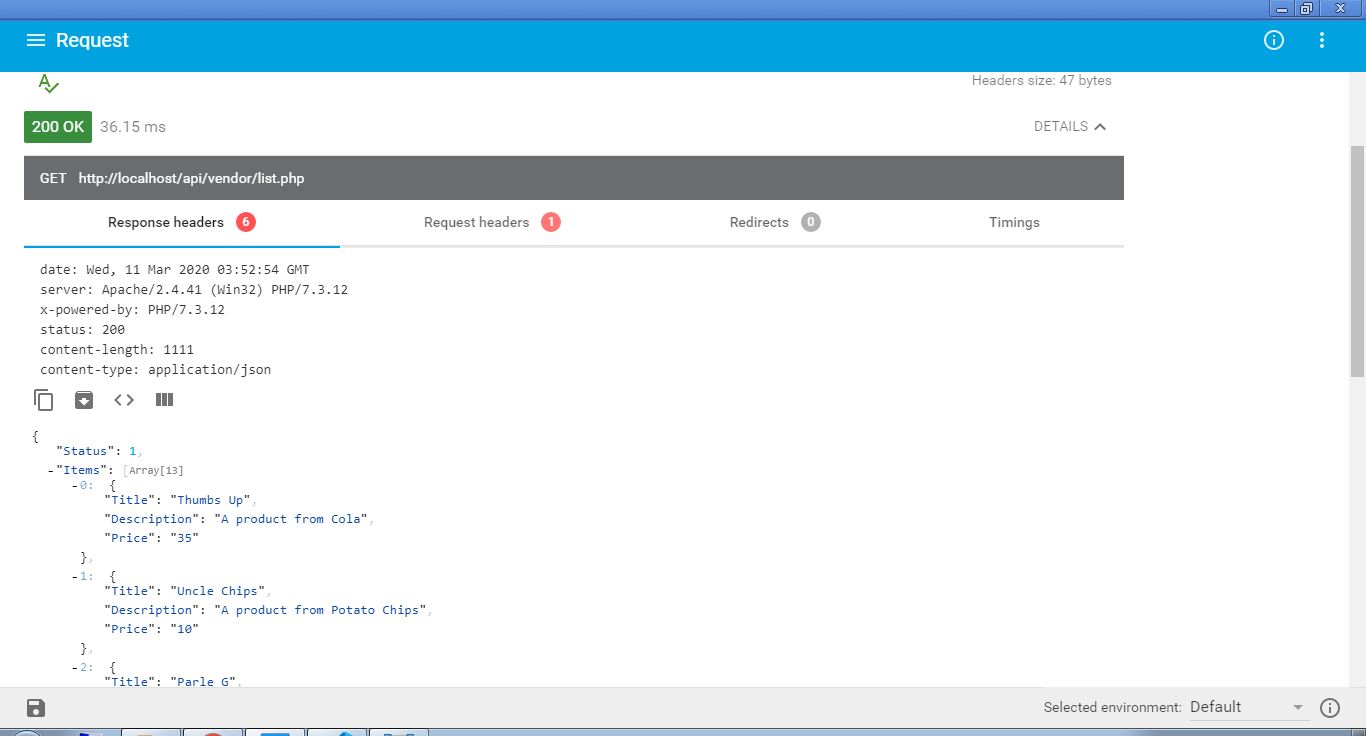 Request
Headers size: 47 bytes
200 OK 36.15 ms DETAILS
GET http://localhost/api/vendor/list.php
Response headers 6 Request headers 1 Redirects 0 Timings
date: Wed, 11 Mar 2020 03:52:54 GMT
server: Apache/2.4.41 (Win32) PHP/7.3.12
x-powered-by: PHP/7.3.12
status: 200
content-length: 1111
content-type: application/json
{
"Status": 1,
-"Items": [Array[13]
-0: {
"Title": "Thumbs Up",
"Description": "A product from Cola",
"Price": "35"
},
-1: {
"Title": "Uncle Chips",
"Description": "A product from Potato Chips",
"Price": "10"
},
-2: {
"Title": "Parle G",
Selected environment: Default